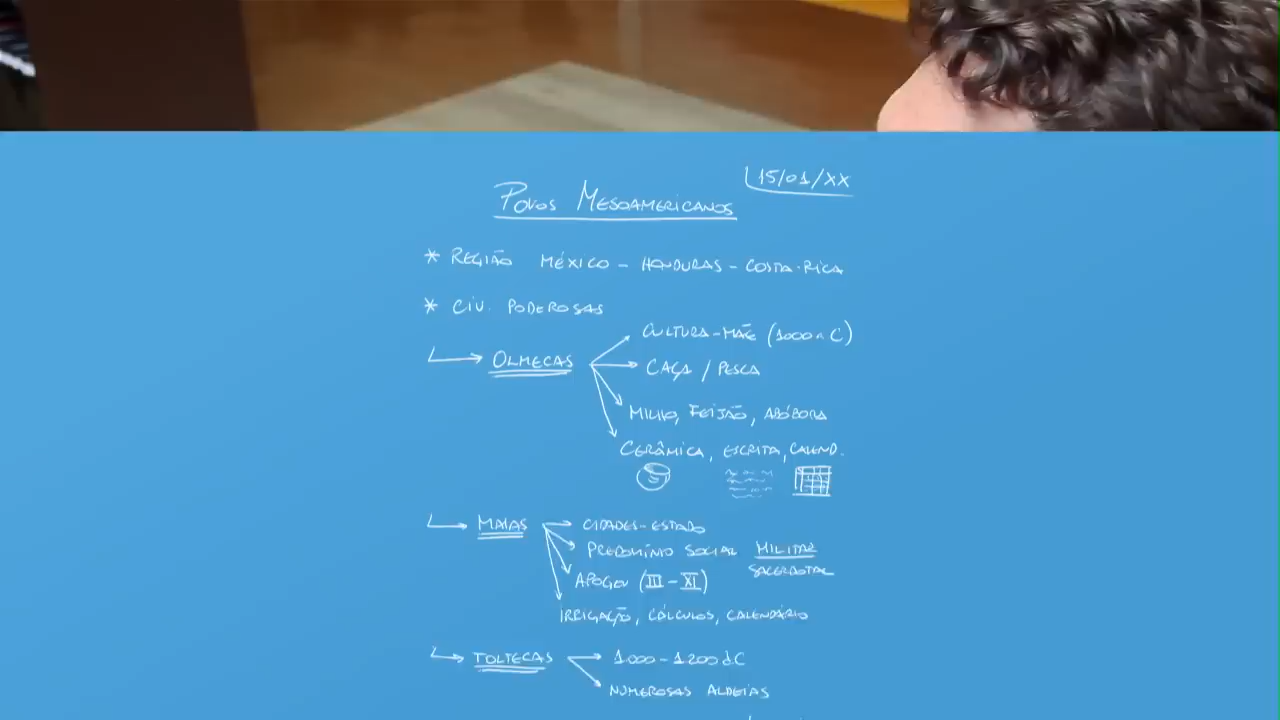 15/01/XX
POVOS MESOAMERICANOS
* REGIÃO MÉXICO - HONDURAS - COSTA-RICA
* CIV. PODEROSAS
OLMECAS
CULTURA-MÃE (1000 a C)
CAÇA / PESCA
MILHO, FEIJÃO, ABÓBORA
CERÂMICA, ESCRITA, CALEND.
MAIAS
CIDADES-ESTADO
PREDOMÍNIO SOCIAL MILITAR
SACERDOTAL
APOGEU (III - XI)
IRRIGAÇÃO, CÁLCULOS, CALENDÁRIO
TOLTECAS
1000 - 1200 dC
NUMEROSAS ALDEIAS